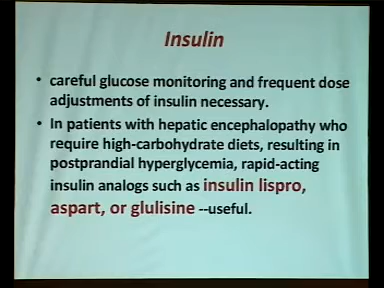 Insulin
• careful glucose monitoring and frequent dose
adjustments of insulin necessary.
• In patients with hepatic encephalopathy who
require high-carbohydrate diets, resulting in
postprandial hyperglycemia, rapid-acting
insulin analogs such as insulin lispro,
aspart, or glulisine --useful.